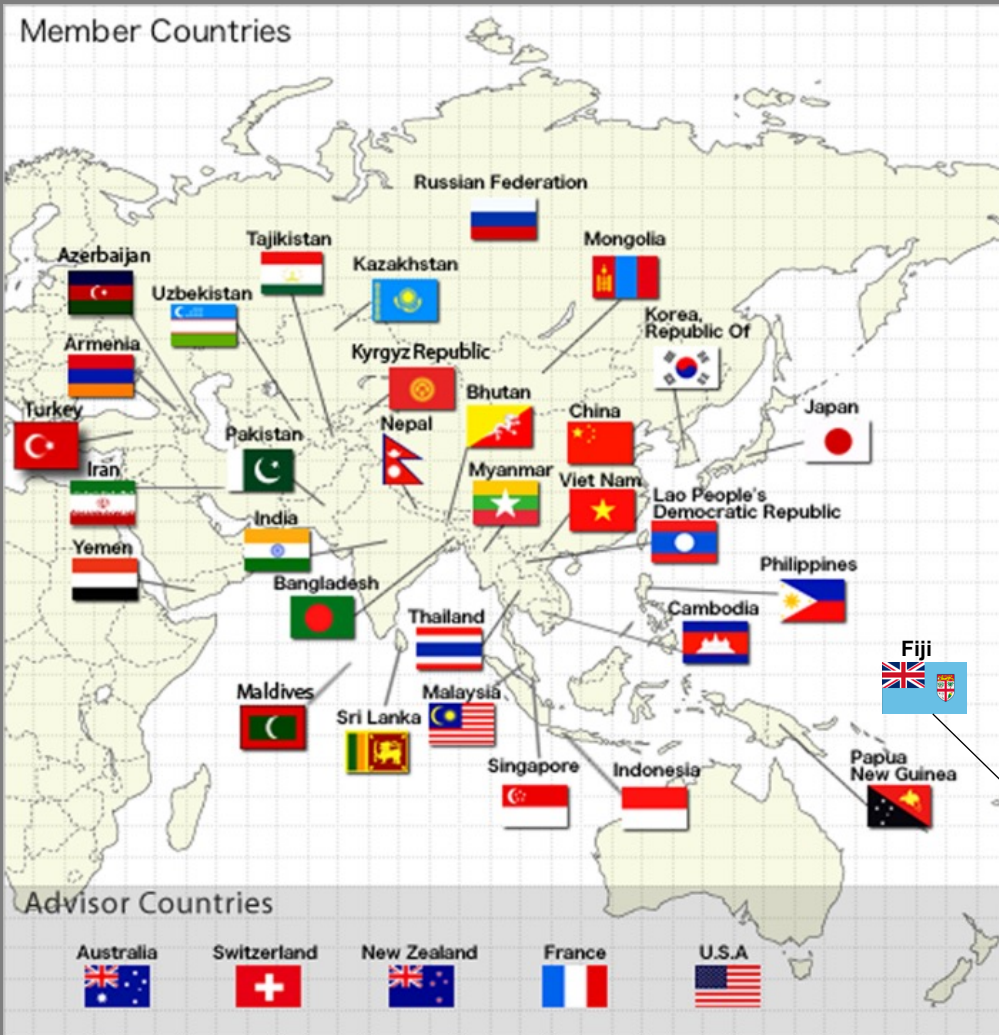 Member Countries
Russian Federation
Tajikistan
Mongolia
Azerbaijan
Kazakhstan
Uzbekistan
Korea,
Republic Of
Armenia
Kyrgyz Republic
Bhutan
Turkey
China
Japan
Nepal
Pakistan
Iran
Myanmar
Viet Nam
Lao People's
Democratic Republic
India
Yemen
Philippines
Bangladesh
Cambodia
Thailand
Fiji
Maldives
Malaysia
Sri Lanka
Papua
New Guinea
Singapore
Indonesia
Advisor Countries
Australia
Switzerland
New Zealand
France
U.S.A